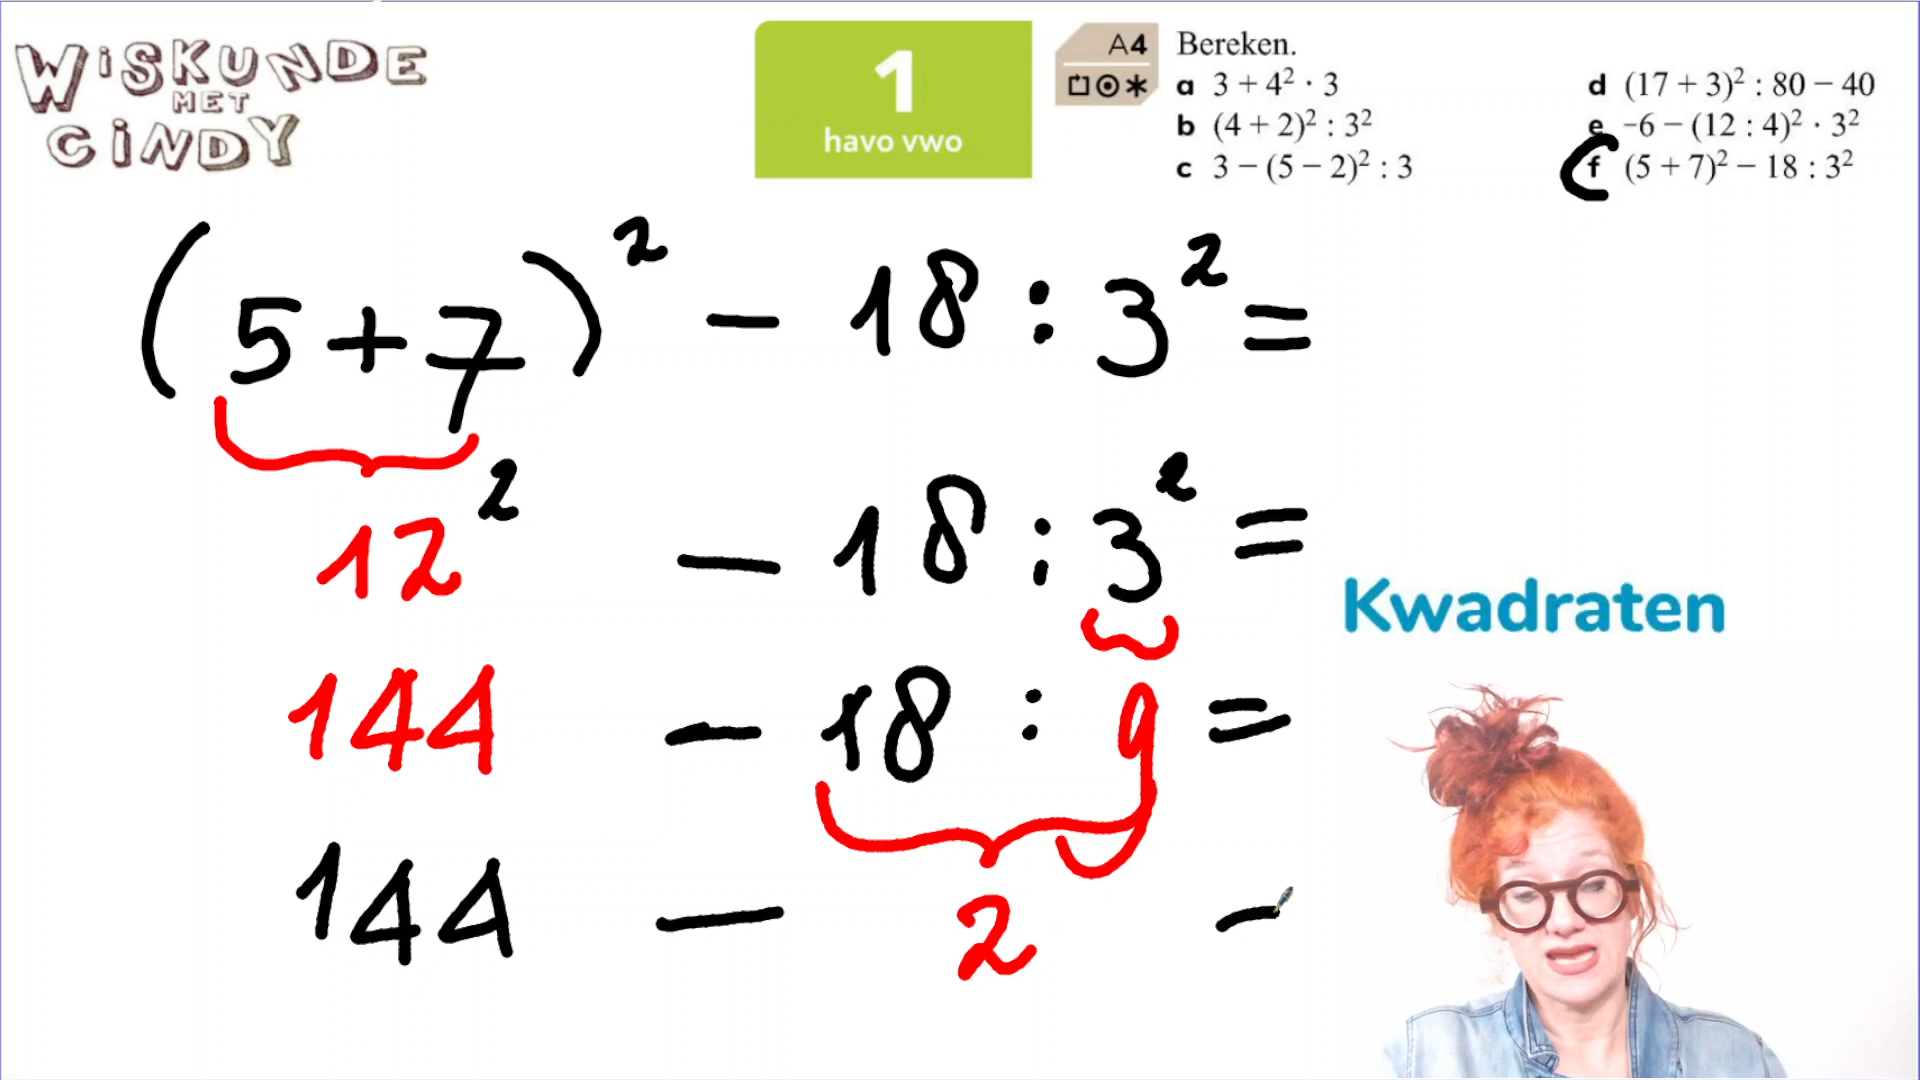 WiSKUNDE
MET
CiNDY
1
havo vwo
A4
Bereken.
a 3 + 4² · 3
b (4 + 2)² : 3²
c 3 – (5 – 2)² : 3
d (17 + 3)² : 80 – 40
e -6 – (12 : 4)² · 3²
f (5 + 7)² – 18 : 3²
(5+7)² – 18 : 3² =
12² – 18 : 3² =
144 – 18 : 9 =
144 – 2 –
Kwadraten